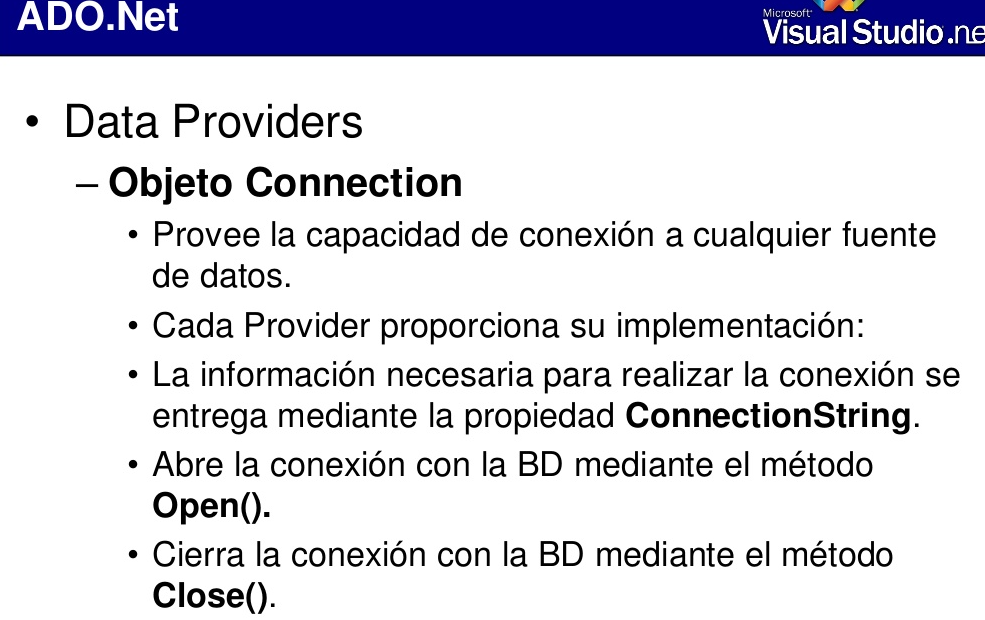 ADO.Net
Microsoft
Visual Studio.ne
• Data Providers
– Objeto Connection
• Provee la capacidad de conexión a cualquier fuente
de datos.
• Cada Provider proporciona su implementación:
• La información necesaria para realizar la conexión se
entrega mediante la propiedad ConnectionString.
• Abre la conexión con la BD mediante el método
Open().
• Cierra la conexión con la BD mediante el método
Close().